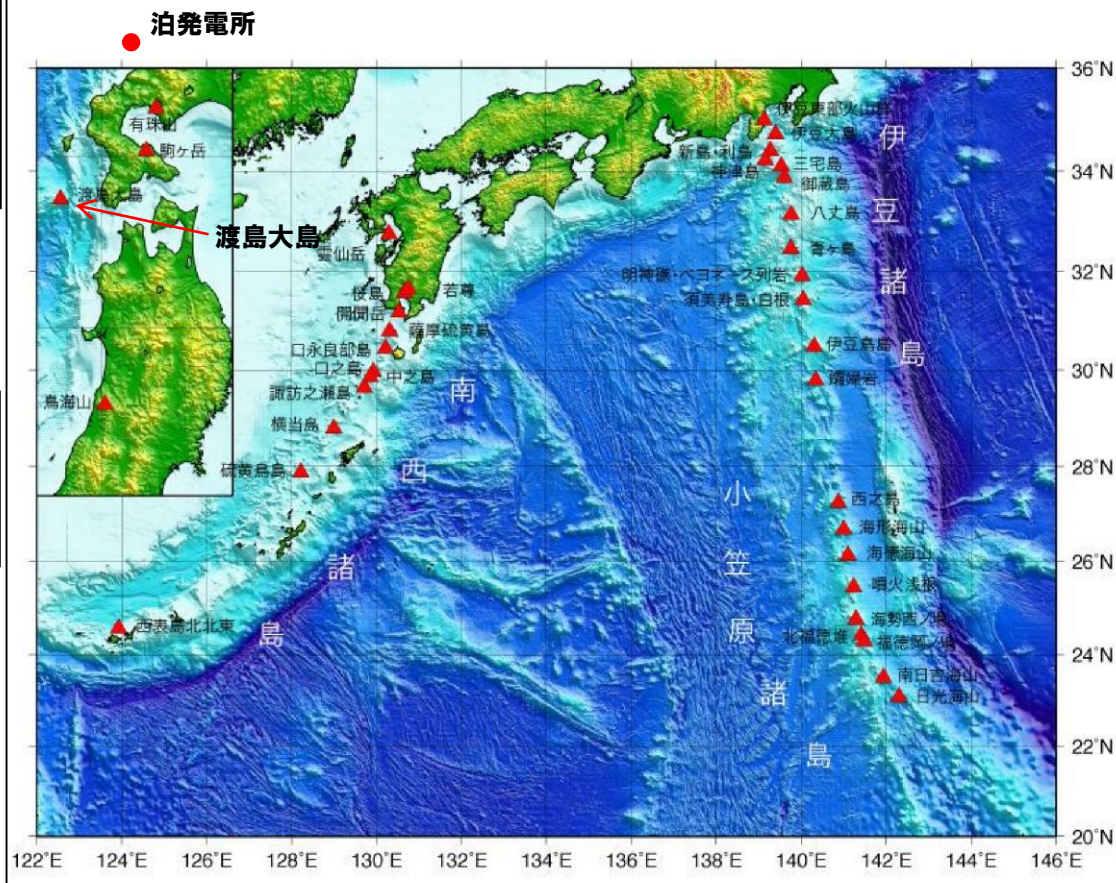 泊発電所
有珠山
駒ヶ岳
渡島大島
渡島大島
鳥海山
雲仙岳
桜島
若尊
開聞岳
薩摩硫黄島
口永良部島
口之島
中之島
諏訪之瀬島
横当島
硫黄鳥島
西表島北北東
南
西
諸
島
伊豆東部火山群
伊豆大島
新島・利島
神津島
三宅島
御蔵島
八丈島
青ヶ島
明神礁・ベヨネース列岩
須美寿島・白根
伊豆鳥島
孀婦岩
伊
豆
諸
島
西之島
海形海山
海徳海山
噴火浅根
海勢西ノ場
北福徳堆
福徳岡ノ場
南日吉海山
日光海山
小
笠
原
諸
島
36°N
34°N
32°N
30°N
28°N
26°N
24°N
22°N
20°N
122°E 124°E 126°E 128°E 130°E 132°E 134°E 136°E 138°E 140°E 142°E 144°E 146°E